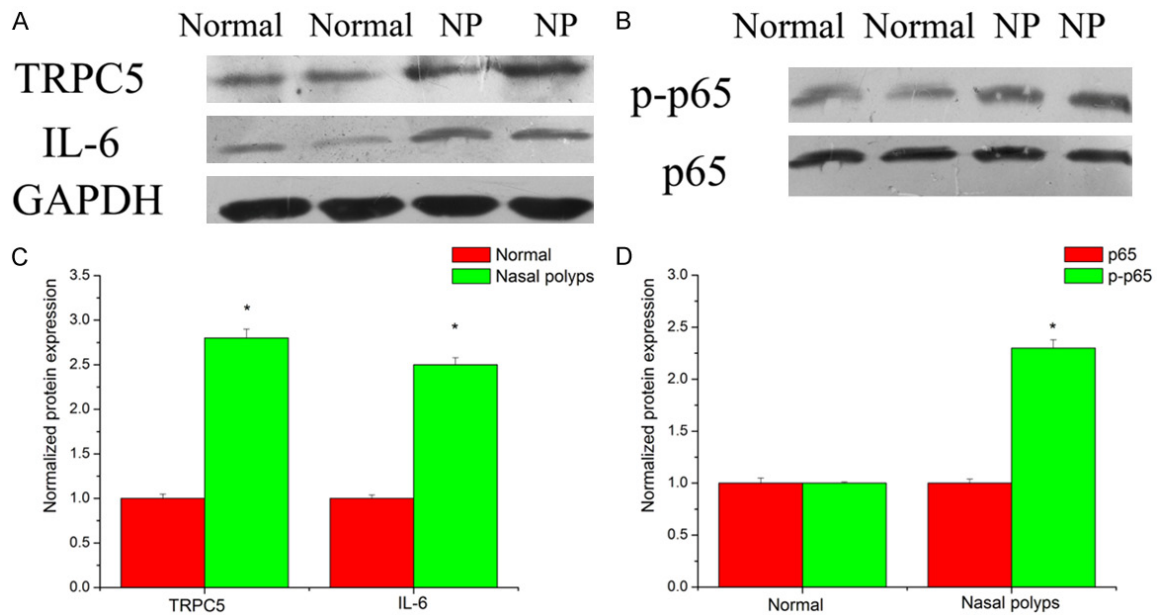 A
Normal Normal NP NP
TRPC5
IL-6
GAPDH
B
Normal Normal NP NP
p-p65
p65
C
Normal
Nasal polyps
Normalized protein expression
3.5
3.0
2.5
2.0
1.5
1.0
0.5
0.0
*
*
TRPC5 IL-6
D
p65
p-p65
Normalized protein expression
3.0
2.5
2.0
1.5
1.0
0.5
0.0
*
Normal Nasal polyps